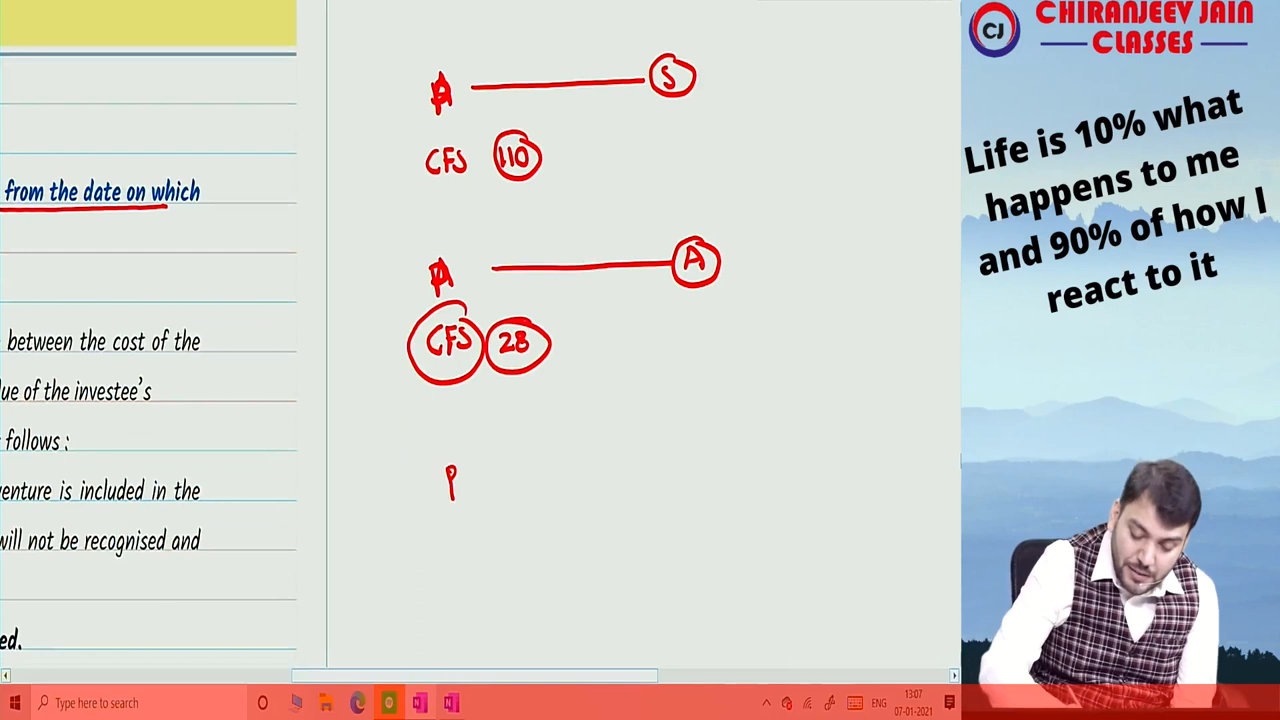 from the date on which
between the cost of the
ue of the investee's
follows :
venture is included in the
will not be recognised and
ed.
S
CFS 110
A
CFS 28
P
CHIRANJEEV JAIN
CLASSES
CJ
Life is 10% what
happens to me
and 90% of how I
react to it
Type here to search
ENG
13:07
07-01-2021